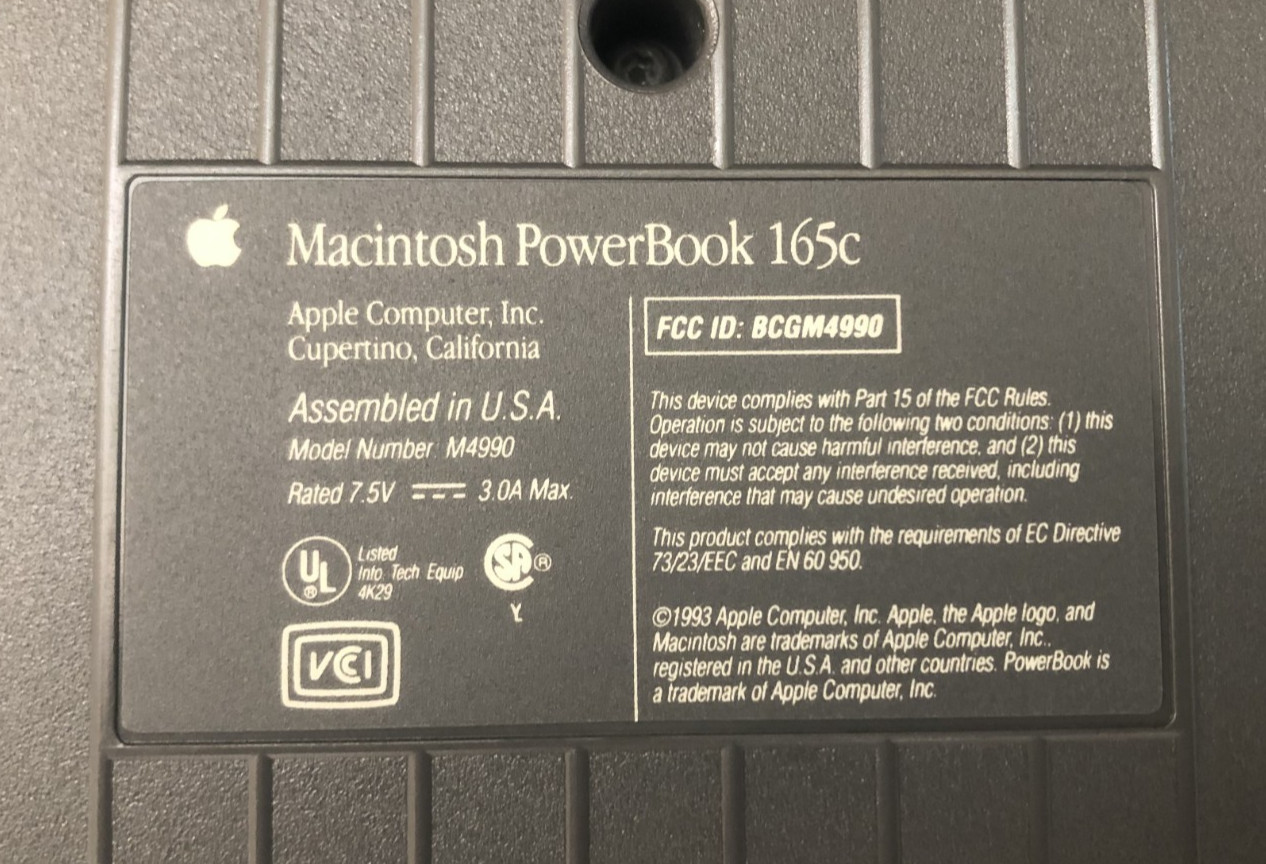 Macintosh PowerBook 165c
Apple Computer, Inc.
Cupertino, California
Assembled in U.S.A.
Model Number: M4990
Rated 7.5V ⎓ 3.0A Max.
UL
®
Listed
Info. Tech Equip
4K29
SA®
Y
VCI
FCC ID: BCGM4990
This device complies with Part 15 of the FCC Rules.
Operation is subject to the following two conditions: (1) this
device may not cause harmful interference, and (2) this
device must accept any interference received, including
interference that may cause undesired operation.
This product complies with the requirements of EC Directive
73/23/EEC and EN 60 950.
©1993 Apple Computer, Inc. Apple, the Apple logo, and
Macintosh are trademarks of Apple Computer, Inc.,
registered in the U.S.A. and other countries. PowerBook is
a trademark of Apple Computer, Inc.